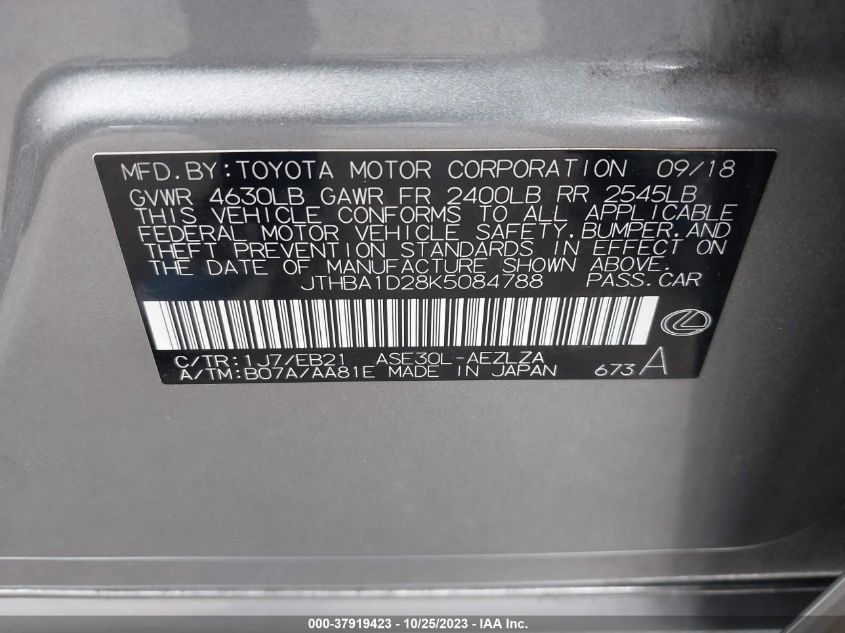 MFD.BY:TOYOTA MOTOR CORPORATION 09/18
GVWR 4630LB GAWR FR 2400LB RR 2545LB
THIS VEHICLE CONFORMS TO ALL APPLICABLE
FEDERAL MOTOR VEHICLE SAFETY,BUMPER,AND
THEFT PREVENTION STANDARDS IN EFFECT ON
THE DATE OF MANUFACTURE SHOWN ABOVE.
JTHBA1D28K5084788 PASS.CAR
C/TR:1J7/EB21 ASE30L-AEZLZA
A/TM:B07A/AA81E MADE IN JAPAN 673A
000-37919423 - 10/25/2023 - IAA Inc.